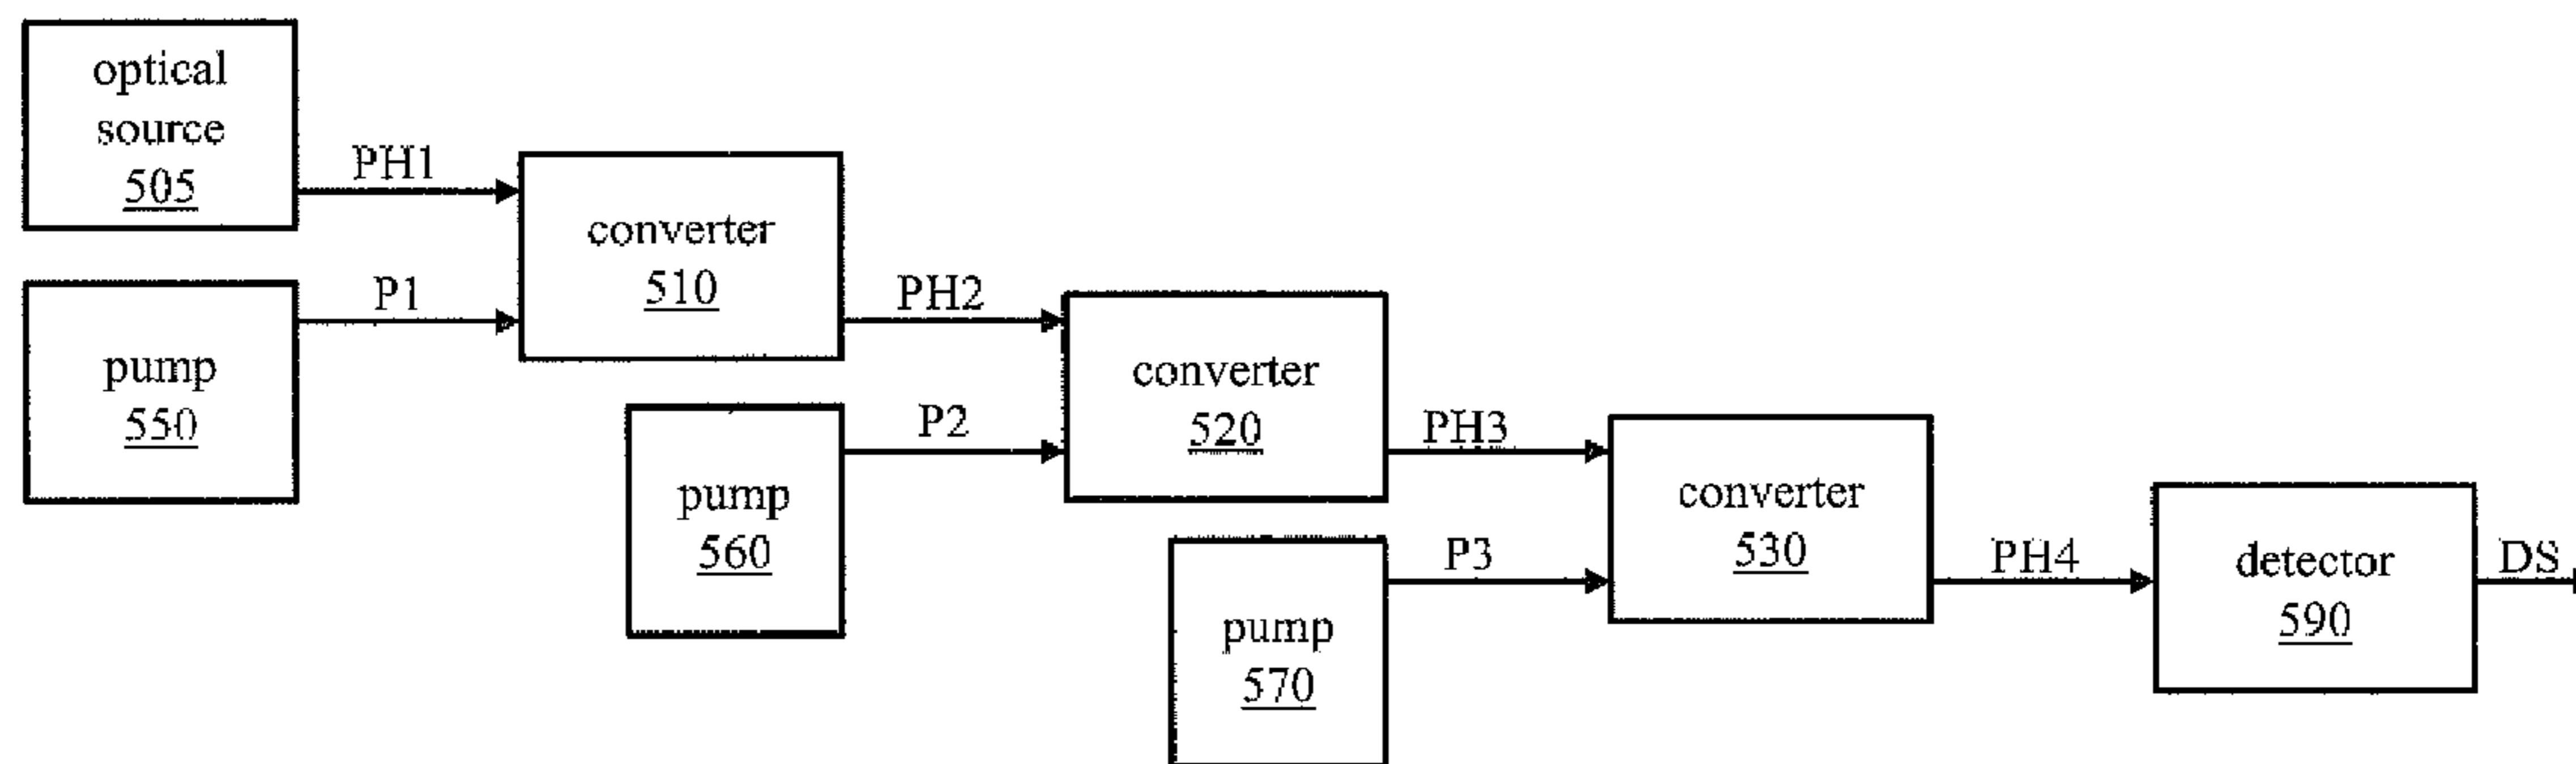 optical
source
505
PH1
converter
510
pump
550
P1
PH2
converter
520
pump
560
P2
PH3
converter
530
pump
570
P3
PH4
detector
590
DS